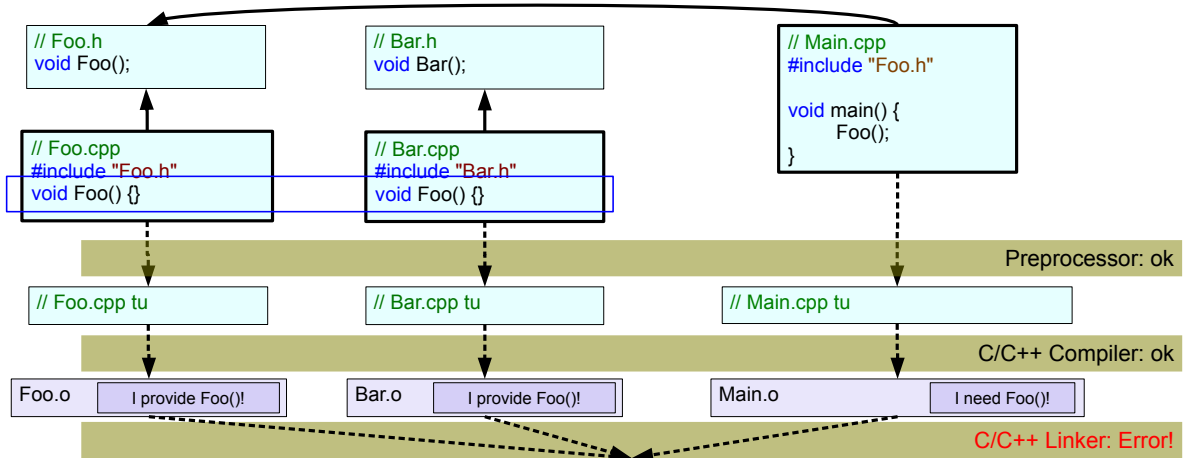 // Foo.h
void Foo();
// Bar.h
void Bar();
// Main.cpp
#include "Foo.h"
void main() {
Foo();
}
// Foo.cpp
#include "Foo.h"
void Foo() {}
// Bar.cpp
#include "Bar.h"
void Foo() {}
Preprocessor: ok
// Foo.cpp tu
// Bar.cpp tu
// Main.cpp tu
C/C++ Compiler: ok
Foo.o
I provide Foo()!
Bar.o
I provide Foo()!
Main.o
I need Foo()!
C/C++ Linker: Error!